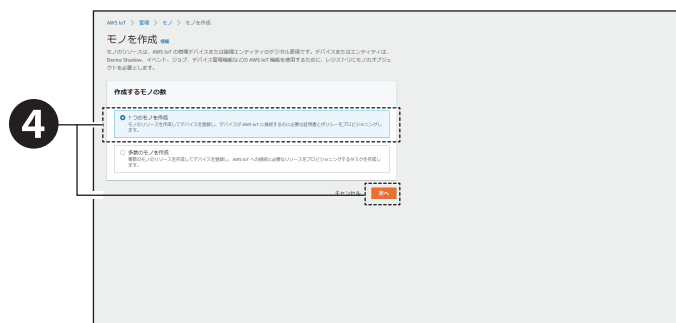 AWS IoT > 管理 > モノ > モノを作成
モノを作成 情報
モノのリソースは、AWS IoT の物理デバイスまたは論理エンティティのデジタル表現です。デバイスまたはエンティティは、
Device Shadow、イベント、ジョブ、デバイス管理機能などの AWS IoT 機能を使用するために、レジストリにモノのオブジェ
クトを必要とします。
作成するモノの数
1 つのモノを作成
モノのリソースを作成してデバイスを登録し、デバイスが AWS IoT に接続するのに必要な証明書とポリシーをプロビジョニングし
ます。
4
多数のモノを作成
複数のモノのリソースを作成してデバイスを登録し、AWS IoT への接続に必要なリソースをプロビジョニングするタスクを作成し
ます。
キャンセル 次へ